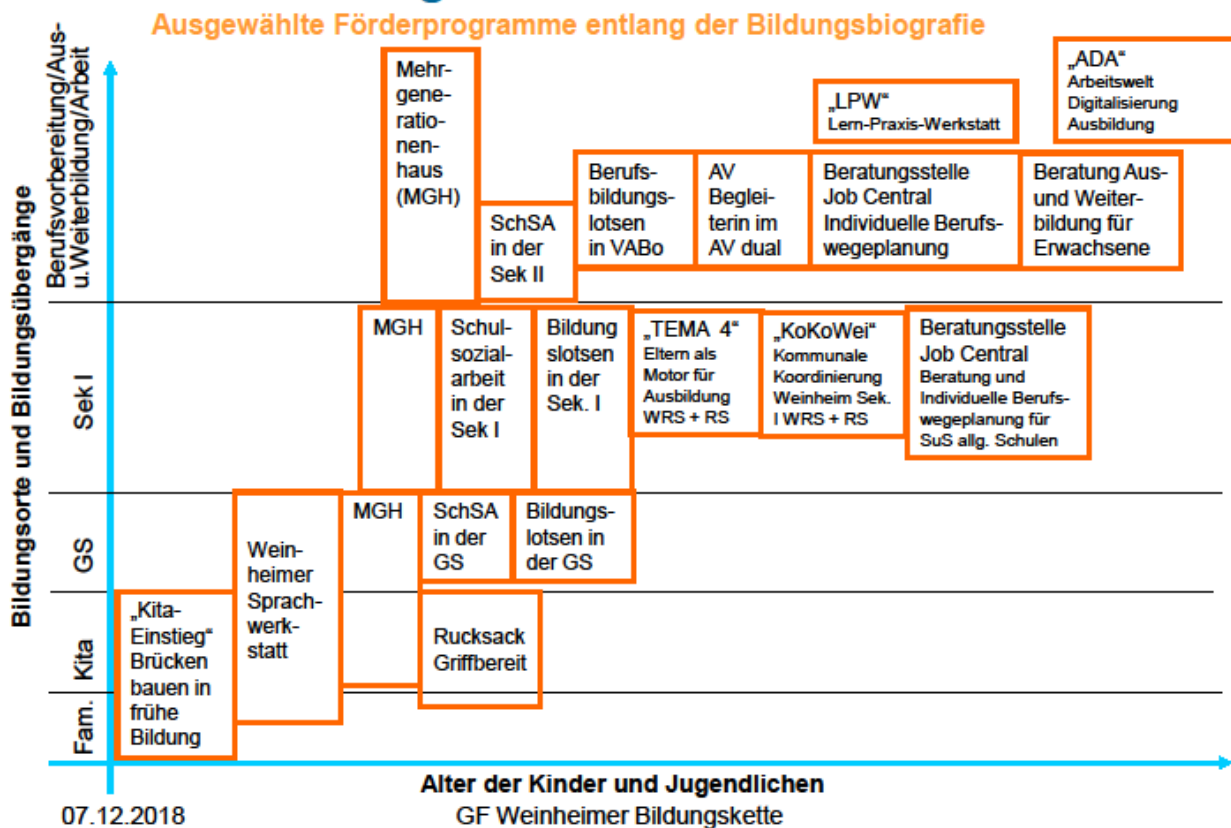 Ausgewählte Förderprogramme entlang der Bildungsbiografie
Bildungsorte und Bildungsübergänge
Berufsvorbereitung/Aus-
u.Weiterbildung/Arbeit
Mehr-
gene-
ratio-
nen-
haus
(MGH)
SchSA
in der
Sek II
Berufs-
bildungs-
lotsen
in VABo
AV
Beglei-
terin im
AV dual
„LPW“
Lern-Praxis-Werkstatt
Beratungsstelle
Job Central
Individuelle Berufs-
wegeplanung
„ADA“
Arbeitswelt
Digitalisierung
Ausbildung
Beratung Aus-
und Weiter-
bildung für
Erwachsene
Sek I
MGH
Schul-
sozial-
arbeit
in der
Sek I
Bildung
slotsen
in der
Sek. I
„TEMA 4“
Eltern als
Motor für
Ausbildung
WRS + RS
„KoKoWei“
Kommunale
Koordinierung
Weinheim Sek.
I WRS + RS
Beratungsstelle
Job Central
Beratung und
Individuelle Berufs-
wegeplanung für
SuS allg. Schulen
GS
Wein-
heimer
Sprach-
werk-
statt
MGH
SchSA
in der
GS
Bildungs-
lotsen in
der GS
Kita
„Kita-
Einstieg“
Brücken
bauen in
frühe
Bildung
Rucksack
Griffbereit
Fam.
Alter der Kinder und Jugendlichen
07.12.2018
GF Weinheimer Bildungskette